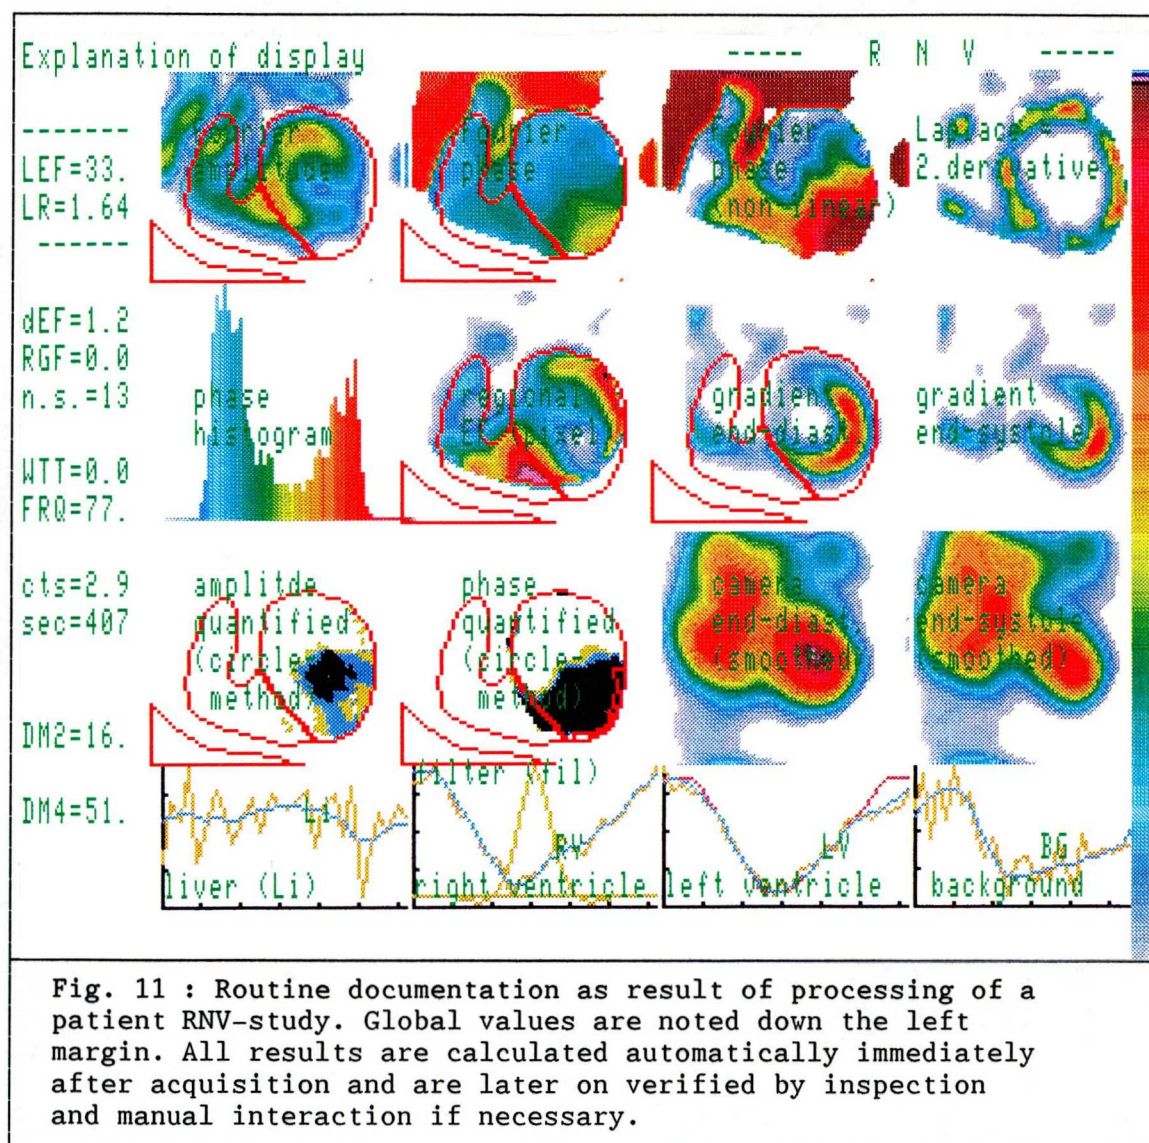 Explanation of display ----- R N V -----
------- fourier fourier fourier Laplace =
LEF=33. amplitude phase phase 2.derivative
LR=1.64 (non linear)
------
dEF=1.2
RGF=0.0
n.s.=13 phase regional gradient gradient
histogram EF (pixel) end-diast. end-systole
WTT=0.0
FRQ=77.
cts=2.9 amplitde phase camera camera
sec=407 quantified quantified end-diast. end-systole
(circle- (circle- (smoothed) (smoothed)
method) method)
DM2=16.
filter (fil)
DM4=51. Li
RV LV BG
liver (Li) right ventricle left ventricle background
Fig. 11 : Routine documentation as result of processing of a
patient RNV-study. Global values are noted down the left
margin. All results are calculated automatically immediately
after acquisition and are later on verified by inspection
and manual interaction if necessary.